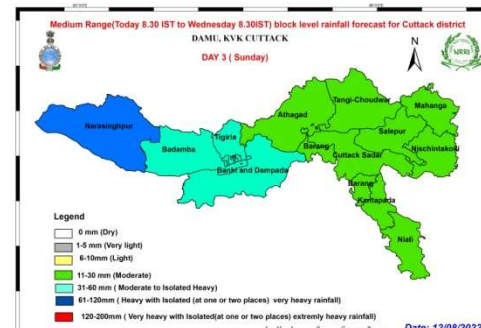 Medium Range(Today 8.30 IST to Wednesday 8.30IST) block level rainfall forecast for Cuttack district
DAMU, KVK CUTTACK
DAY 3 ( Sunday)
N
Narasinghpur
Badamba
Tigiria
Banki and Dampada
Athagad
Tangi-Choudwar
Mahanga
Salepur
Barang
Cuttack Sadar
Nischintakoili
Barang
Kantapada
Niali
Legend
0 mm (Dry)
1-5 mm (Very light)
6-10mm (Light)
11-30 mm (Moderate)
31-60 mm ( Moderate to Isolated Heavy)
61-120mm ( Heavy with Isolated (at one or two places) very heavy rainfall)
120-200mm ( Very heavy with Isolated(at one or two places) extremly heavy rainfall)
Date: 12/08/2022